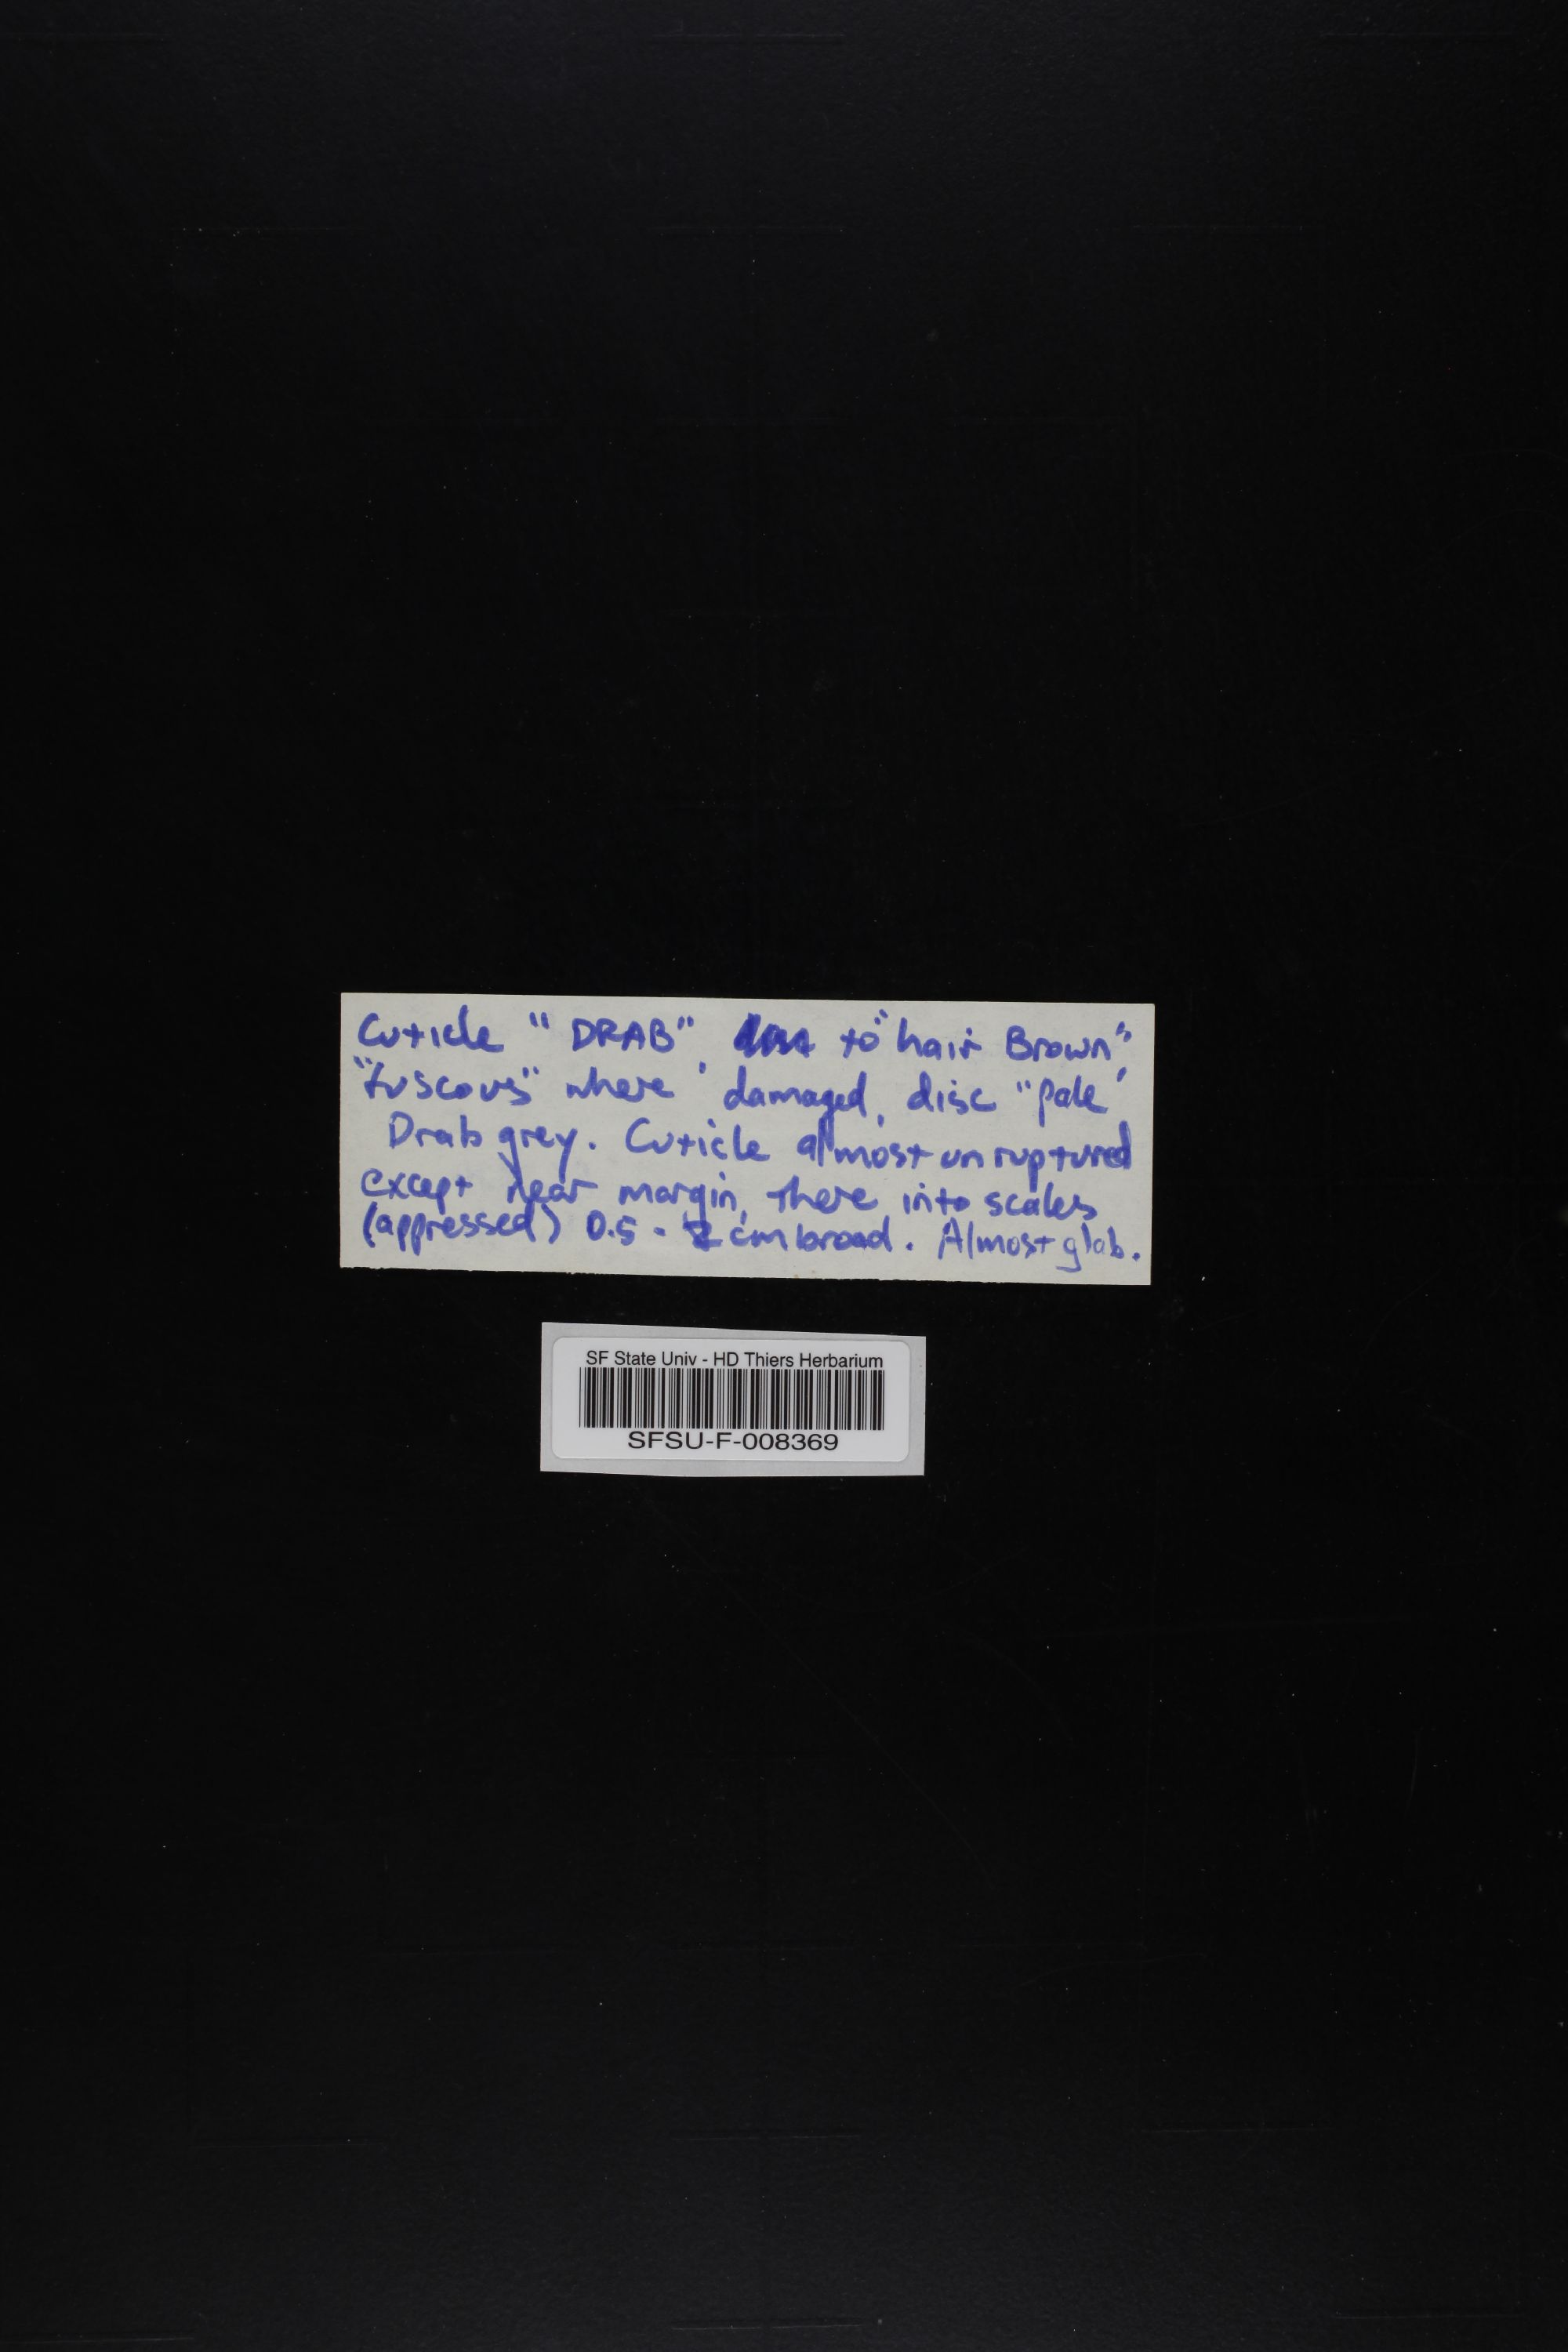 Cuticle "DRAB", to "hair Brown",
"fuscous" where damaged, disc "pale
Drab grey. Cuticle almost unruptured
except near margin, there into scales
(appressed) 0.5 - 2 cm broad. Almost glab.
SF State Univ - HD Thiers Herbarium
SFSU-F-008369